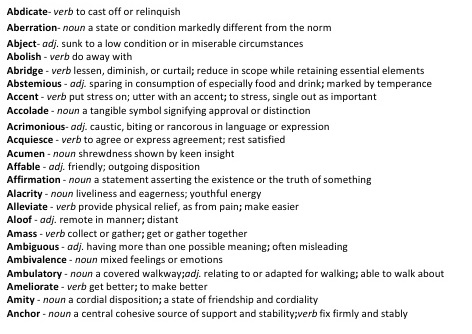 Abdicate- verb to cast off or relinquish
Aberration- noun a state or condition markedly different from the norm
Abject- adj. sunk to a low condition or in miserable circumstances
Abolish - verb do away with
Abridge - verb lessen, diminish, or curtail; reduce in scope while retaining essential elements
Abstemious - adj. sparing in consumption of especially food and drink; marked by temperance
Accent - verb put stress on; utter with an accent; to stress, single out as important
Accolade - noun a tangible symbol signifying approval or distinction
Acrimonious- adj. caustic, biting or rancorous in language or expression
Acquiesce - verb to agree or express agreement; rest satisfied
Acumen - noun shrewdness shown by keen insight
Affable - adj. friendly; outgoing disposition
Affirmation - noun a statement asserting the existence or the truth of something
Alacrity - noun liveliness and eagerness; youthful energy
Alleviate - verb provide physical relief, as from pain; make easier
Aloof - adj. remote in manner; distant
Amass - verb collect or gather; get or gather together
Ambiguous - adj. having more than one possible meaning; often misleading
Ambivalence - noun mixed feelings or emotions
Ambulatory - noun a covered walkway;adj. relating to or adapted for walking; able to walk about
Ameliorate - verb get better; to make better
Amity - noun a cordial disposition; a state of friendship and cordiality
Anchor - noun a central cohesive source of support and stability;verb fix firmly and stably